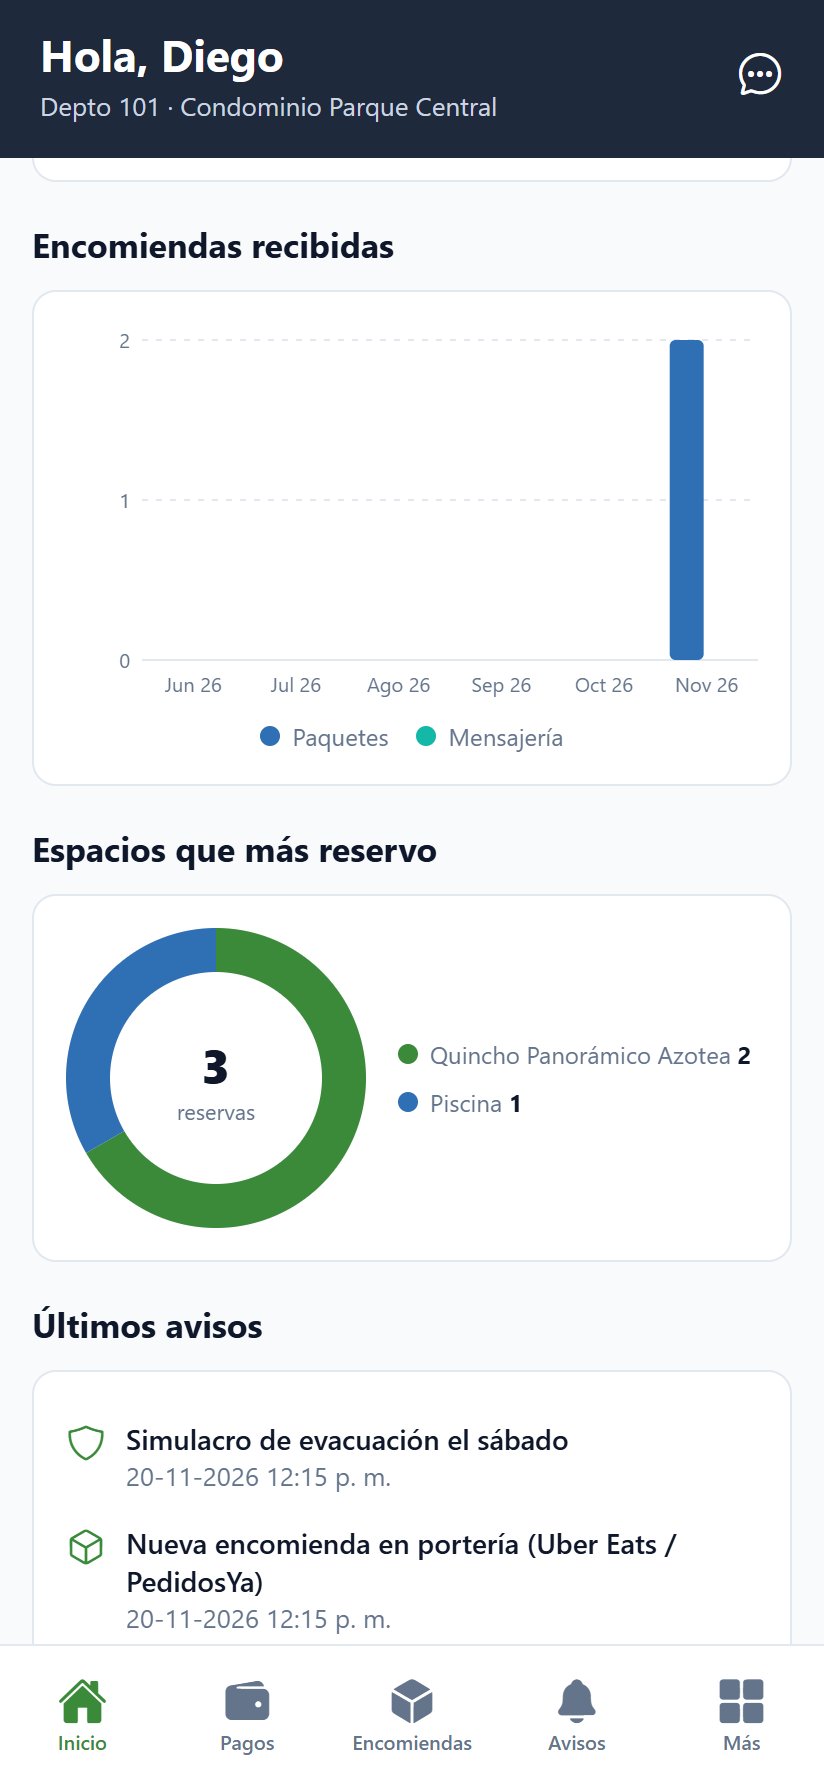 Hola, Diego
Depto 101 · Condominio Parque Central
Encomiendas recibidas
2
1
0
Jun 26 Jul 26 Ago 26 Sep 26 Oct 26 Nov 26
Paquetes Mensajería
Espacios que más reservo
3
reservas
Quincho Panorámico Azotea 2
Piscina 1
Últimos avisos
Simulacro de evacuación el sábado
20-11-2026 12:15 p. m.
Nueva encomienda en portería (Uber Eats /
PedidosYa)
20-11-2026 12:15 p. m.
Inicio Pagos Encomiendas Avisos Más